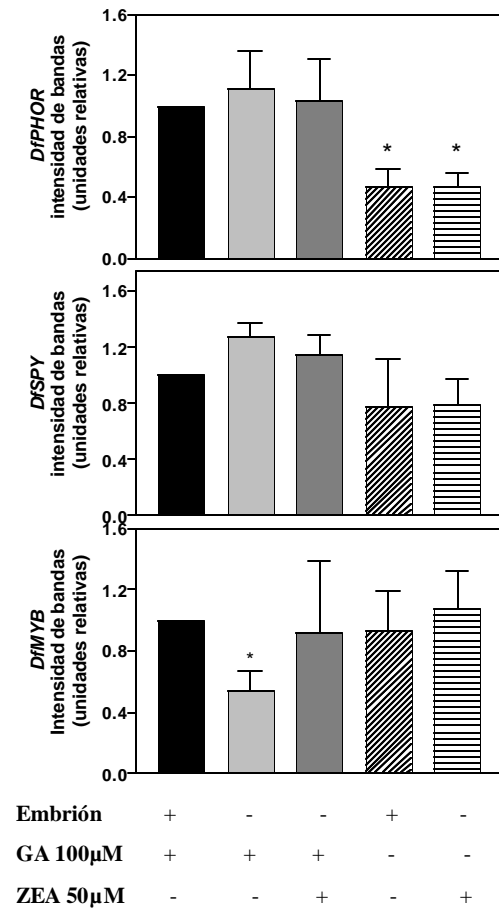 1.6
1.2
0.8
0.4
0.0
DfPHOR
intensidad de bandas
(unidades relativas)
*
*
1.6
1.2
0.8
0.4
0.0
DfSPY
intensidad de bandas
(unidades relativas)
1.6
1.2
0.8
0.4
0.0
DfMYB
Intensidad de bandas
(unidades relativas)
*
Embrión + - - + -
GA 100µM + + + - -
ZEA 50µM - - + - +